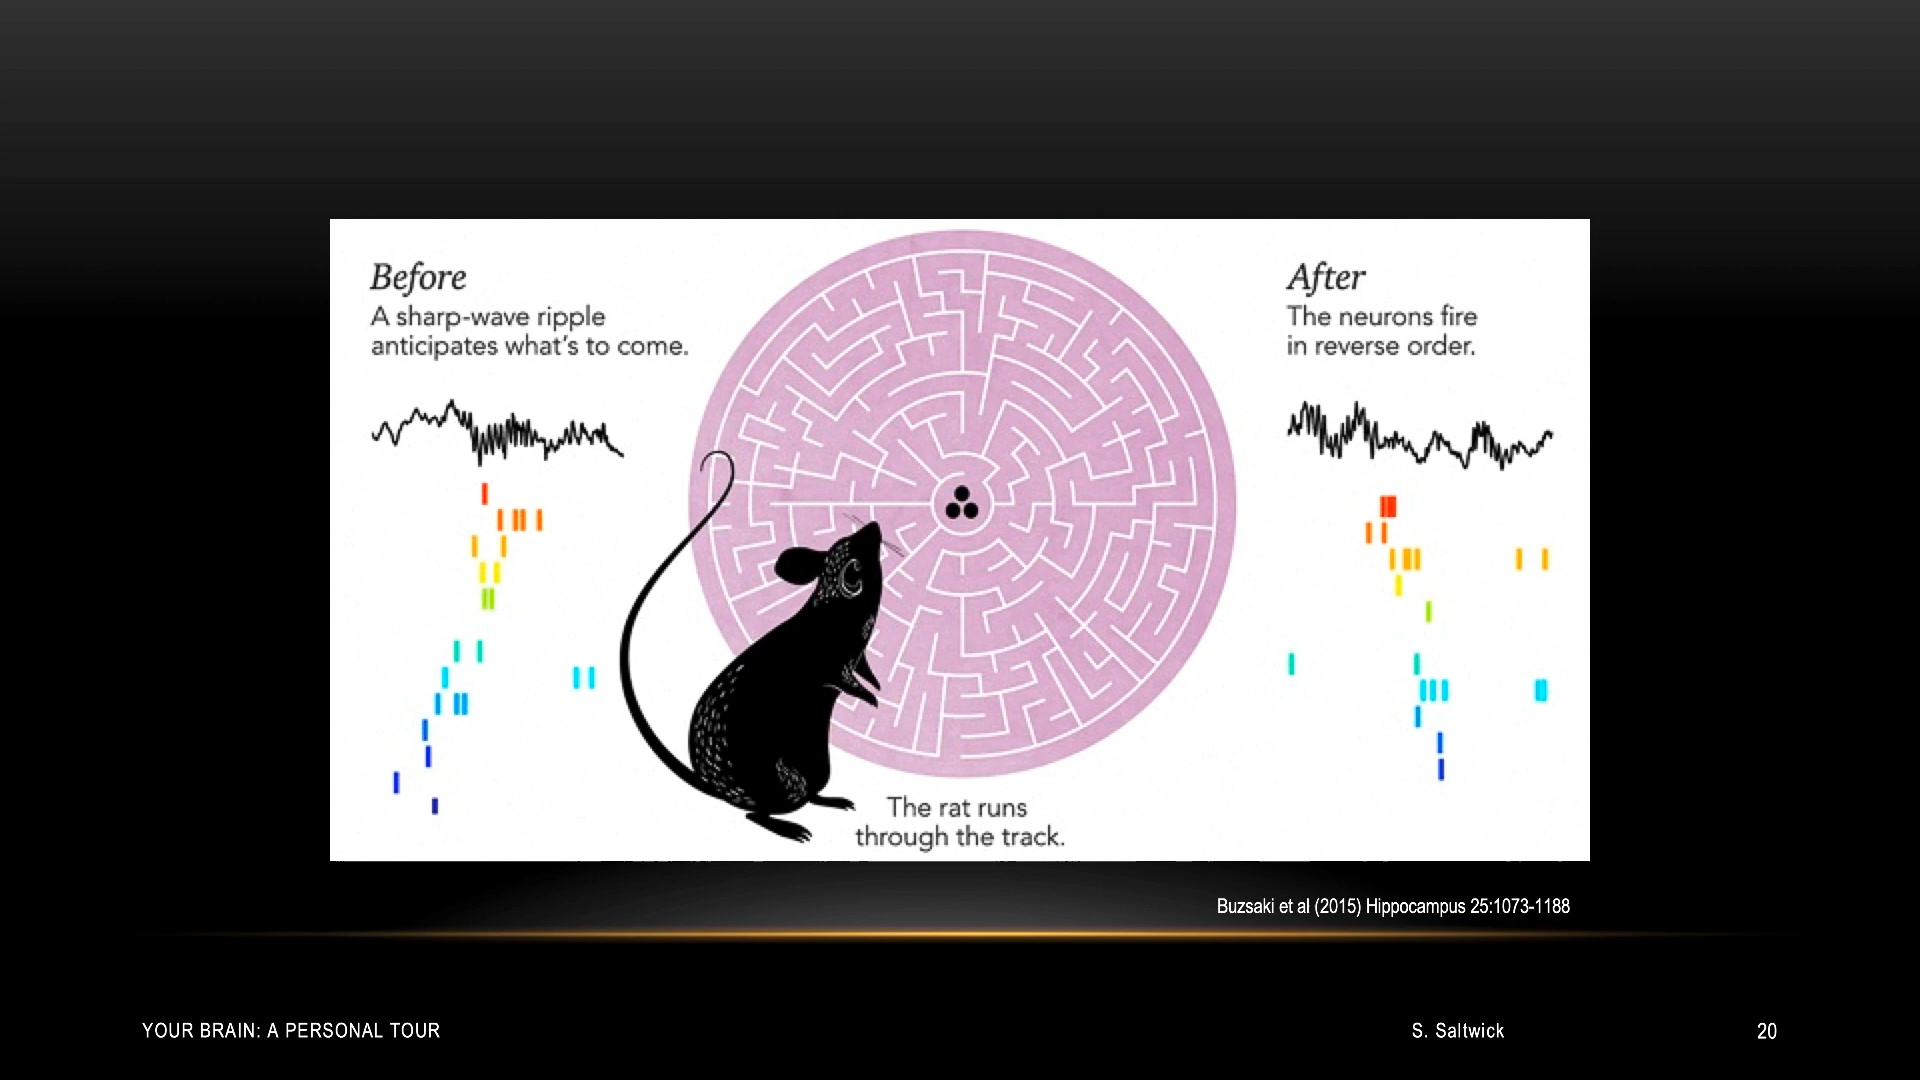 Before
A sharp-wave ripple
anticipates what's to come.
After
The neurons fire
in reverse order.
The rat runs
through the track.
Buzsaki et al (2015) Hippocampus 25:1073-1188
YOUR BRAIN: A PERSONAL TOUR
S. Saltwick
20